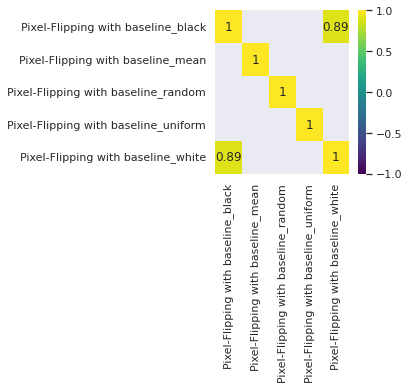 Pixel-Flipping with baseline_black 1 0.89
Pixel-Flipping with baseline_mean 1
Pixel-Flipping with baseline_random 1
Pixel-Flipping with baseline_uniform 1
Pixel-Flipping with baseline_white 0.89 1
Pixel-Flipping with baseline_black
Pixel-Flipping with baseline_mean
Pixel-Flipping with baseline_random
Pixel-Flipping with baseline_uniform
Pixel-Flipping with baseline_white
1.0
0.5
0.0
−0.5
−1.0